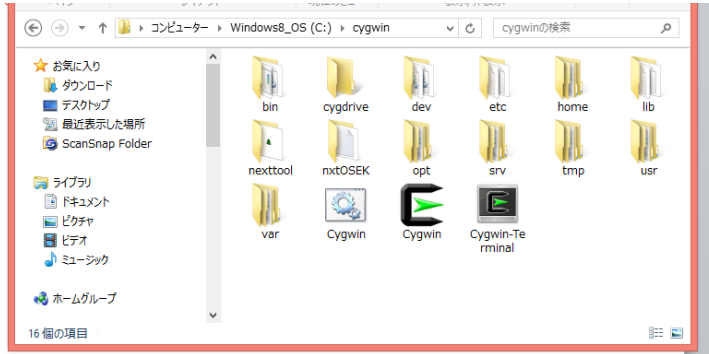 コンピューター Windows8_OS (C:) cygwin cygwinの検索
お気に入り
ダウンロード
デスクトップ
最近表示した場所
ScanSnap Folder
ライブラリ
ドキュメント
ピクチャ
ビデオ
ミュージック
ホームグループ
bin cygdrive dev etc home lib
nexttool nxtOSEK opt srv tmp usr
var Cygwin Cygwin Cygwin-Te
rminal
16 個の項目